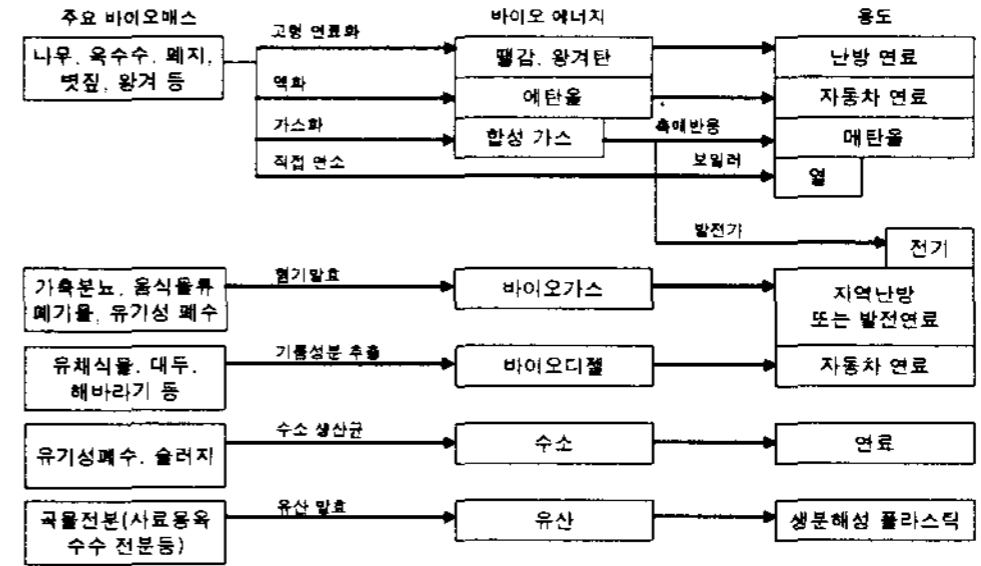 주요 바이오매스
바이오 에너지
용도
나무, 옥수수, 폐지,
볏짚, 왕겨 등
고형 연료화
땔감, 왕겨탄
난방 연료
액화
에탄올
자동차 연료
가스화
합성 가스
촉매반응
메탄올
직접 연소
보일러
열
발전기
전기
가축분뇨, 음식물류
폐기물, 유기성 폐수
혐기발효
바이오가스
지역난방
또는 발전연료
유채식물, 대두,
해바라기 등
기름성분 추출
바이오디젤
자동차 연료
유기성폐수, 슬러지
수소 생산균
수소
연료
곡물전분(사료용옥
수수 전분등)
유산 발효
유산
생분해성 플라스틱